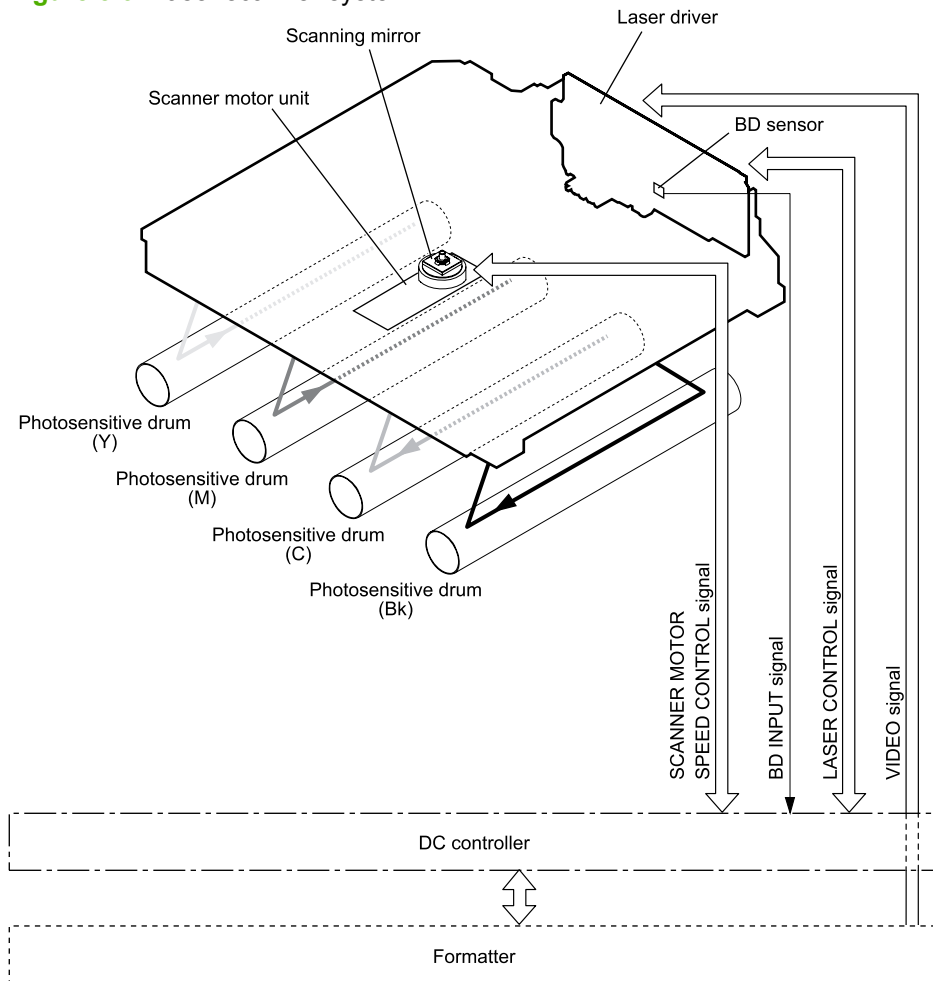 Laser driver
Scanning mirror
Scanner motor unit
BD sensor
Photosensitive drum
(Y)
Photosensitive drum
(M)
Photosensitive drum
(C)
Photosensitive drum
(Bk)
SCANNER MOTOR
SPEED CONTROL signal
BD INPUT signal
LASER CONTROL signal
VIDEO signal
DC controller
Formatter